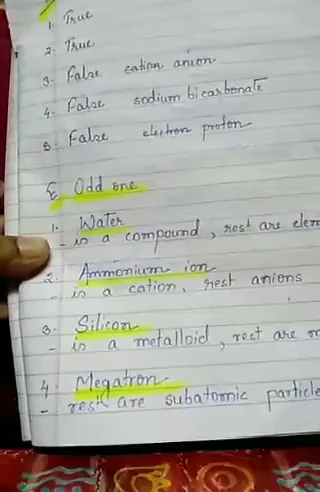 1. True
2. True
3. False cation anion
4. False sodium bicarbonate
5. False electron proton
E. Odd one
1. Water
- is a compound, rest are elem
2. Ammonium ion
- is a cation, rest anions
3. Silicon
- is a metalloid, rest are m
4. Megatron
- rest are subatomic particle